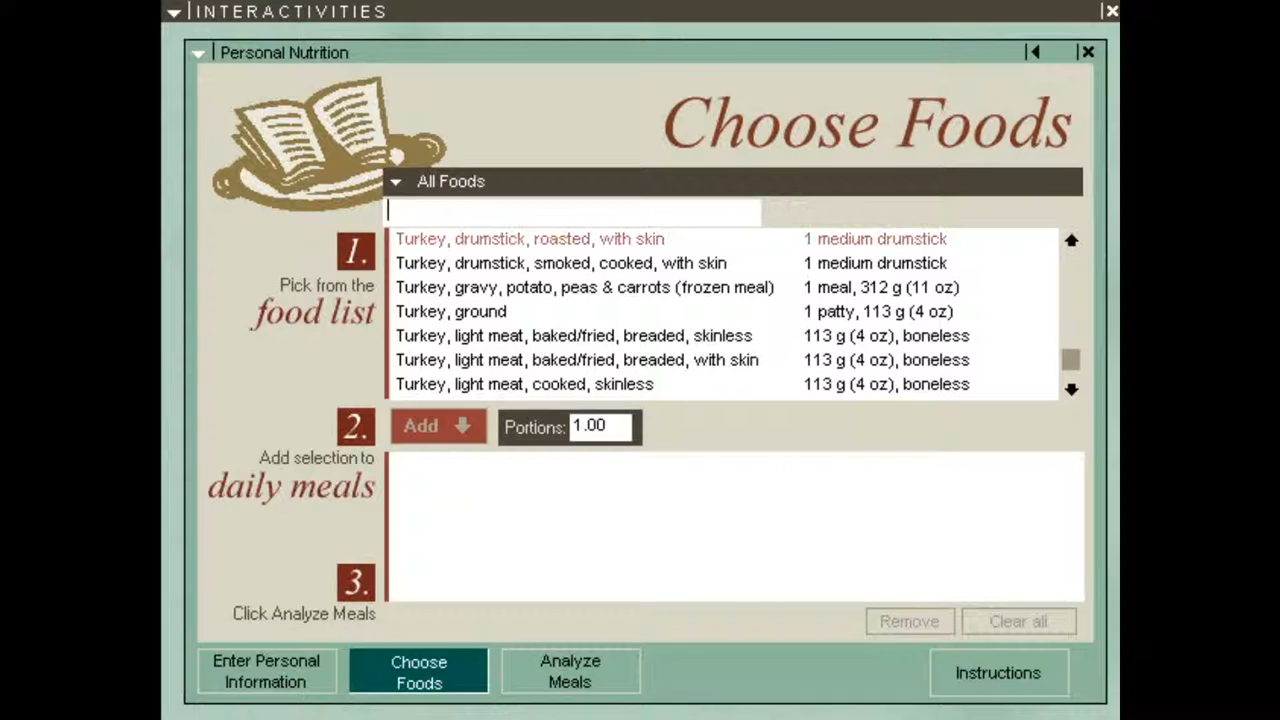 INTERACTIVITIES
Personal Nutrition
Choose Foods
All Foods
Turkey, drumstick, roasted, with skin 1 medium drumstick
Turkey, drumstick, smoked, cooked, with skin 1 medium drumstick
Turkey, gravy, potato, peas & carrots (frozen meal) 1 meal, 312 g (11 oz)
Turkey, ground 1 patty, 113 g (4 oz)
Turkey, light meat, baked/fried, breaded, skinless 113 g (4 oz), boneless
Turkey, light meat, baked/fried, breaded, with skin 113 g (4 oz), boneless
Turkey, light meat, cooked, skinless 113 g (4 oz), boneless
1.
Pick from the
food list
2.
Add selection to
daily meals
Add Portions: 1.00
3.
Click Analyze Meals
Remove Clear all
Enter Personal
Information
Choose
Foods
Analyze
Meals
Instructions